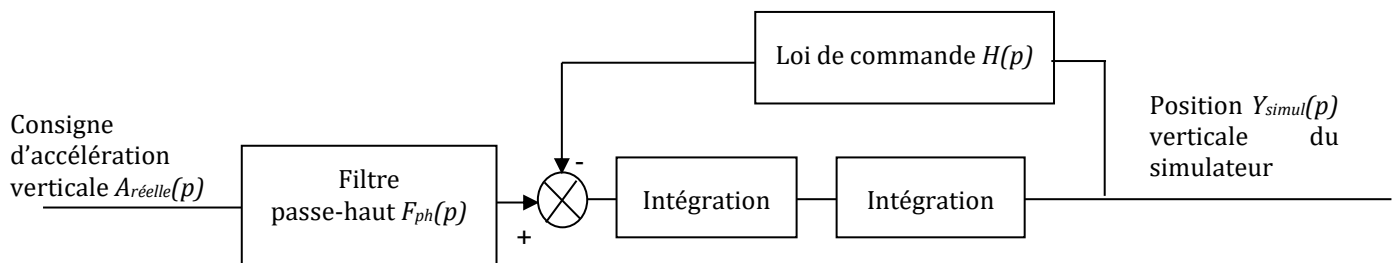 Loi de commande H(p)
Consigne
d'accélération
verticale Aréelle(p)
Filtre
passe-haut Fph(p)
-
+
Intégration
Intégration
Position Ysimul(p)
verticale du
simulateur